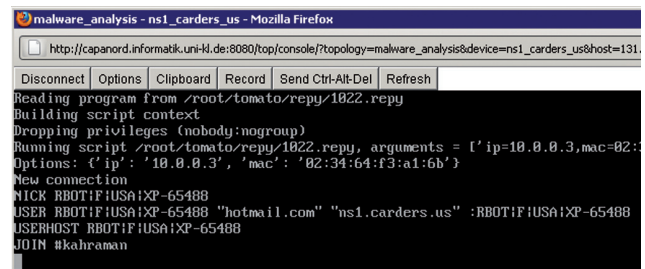 malware_analysis - ns1_carders_us - Mozilla Firefox
http://capanord.informatik.uni-kl.de:8080/top/console/?topology=malware_analysis&device=ns1_carders_us&host=131.
Disconnect Options Clipboard Record Send Ctrl-Alt-Del Refresh
Reading program from /root/tomato/repy/1022.repy
Building script context
Dropping privileges (nobody:nogroup)
Running script /root/tomato/repy/1022.repy, arguments = ['ip=10.0.0.3,mac=02:3
Options: {'ip': '10.0.0.3', 'mac': '02:34:64:f3:a1:6b'}
New connection
NICK RBOT|F|USA|XP-65488
USER RBOT|F|USA|XP-65488 "hotmail.com" "ns1.carders.us" :RBOT|F|USA|XP-65488
USERHOST RBOT|F|USA|XP-65488
JOIN #kahraman